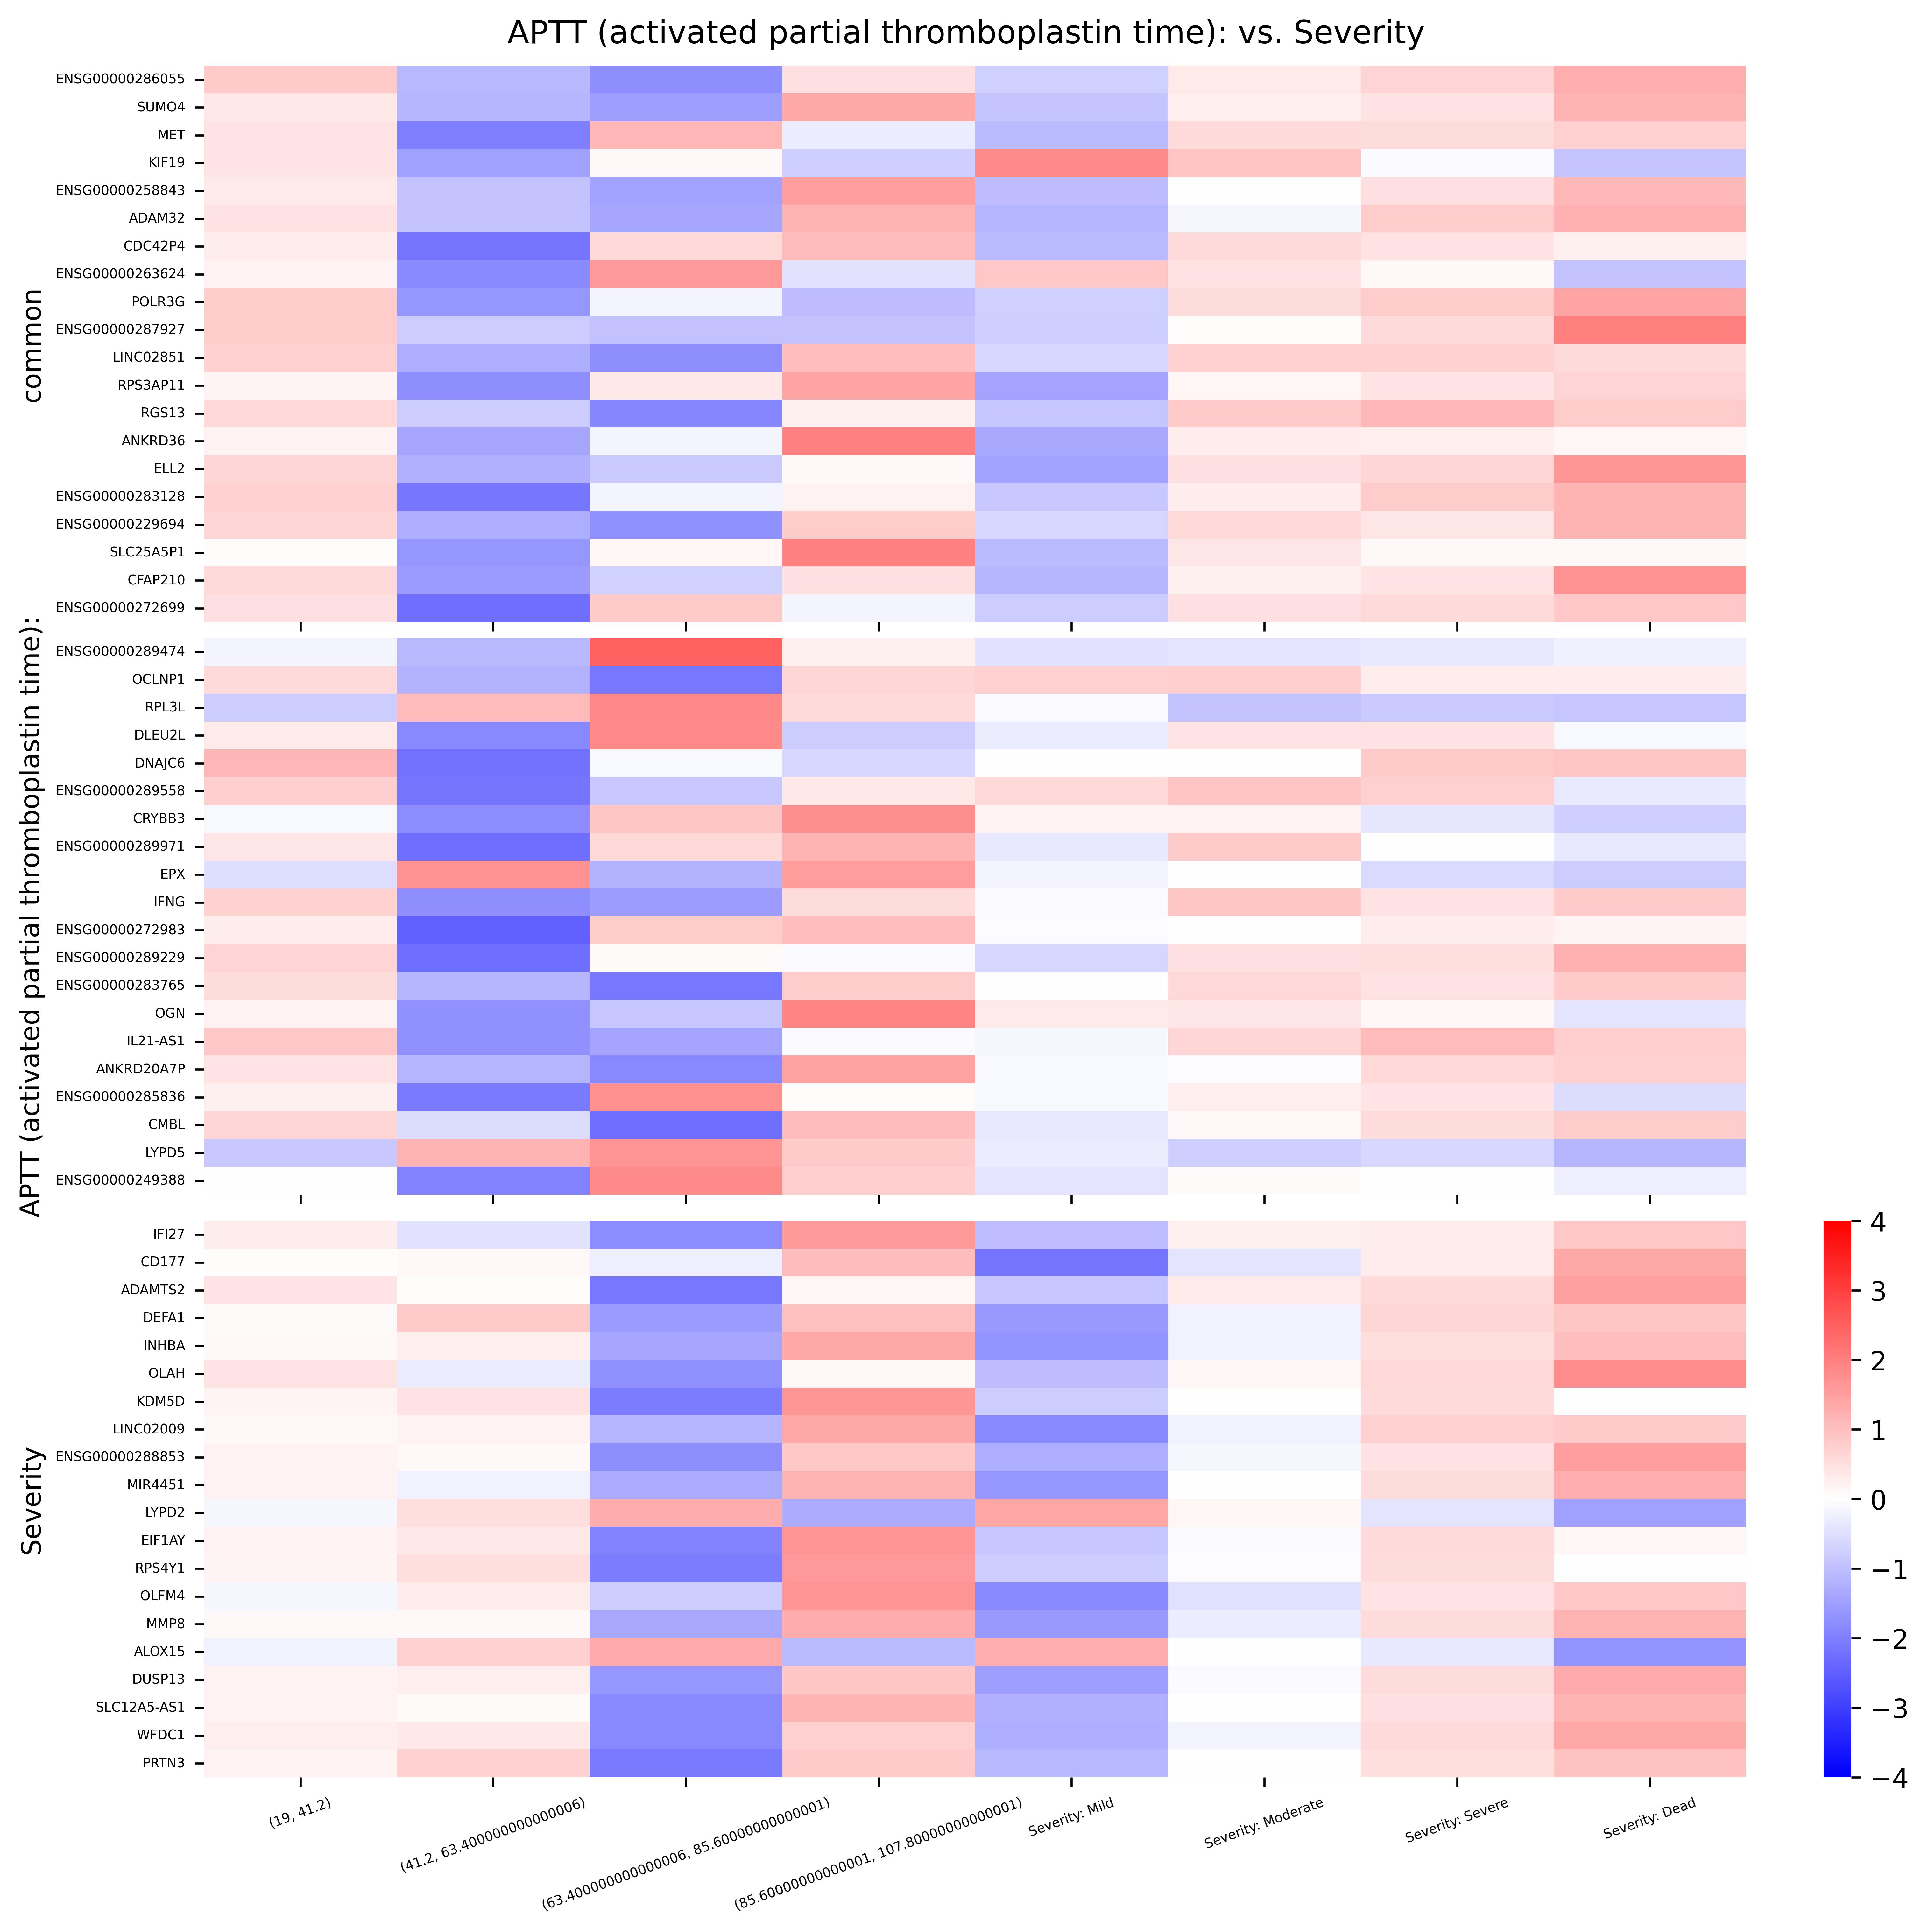 APTT (activated partial thromboplastin time): vs. Severity
common
ENSG00000286055
SUMO4
MET
KIF19
ENSG00000258843
ADAM32
CDC42P4
ENSG00000263624
POLR3G
ENSG00000287927
LINC02851
RPS3AP11
RGS13
ANKRD36
ELL2
ENSG00000283128
ENSG00000229694
SLC25A5P1
CFAP210
ENSG00000272699
APTT (activated partial thromboplastin time):
ENSG00000289474
OCLNP1
RPL3L
DLEU2L
DNAJC6
ENSG00000289558
CRYBB3
ENSG00000289971
EPX
IFNG
ENSG00000272983
ENSG00000289229
ENSG00000283765
OGN
IL21-AS1
ANKRD20A7P
ENSG00000285836
CMBL
LYPD5
ENSG00000249388
Severity
IFI27
CD177
ADAMTS2
DEFA1
INHBA
OLAH
KDM5D
LINC02009
ENSG00000288853
MIR4451
LYPD2
EIF1AY
RPS4Y1
OLFM4
MMP8
ALOX15
DUSP13
SLC12A5-AS1
WFDC1
PRTN3
(19, 41.2)
(41.2, 63.400000000000006)
(63.400000000000006, 85.60000000000001)
(85.60000000000001, 107.80000000000001)
Severity: Mild
Severity: Moderate
Severity: Severe
Severity: Dead
4
3
2
1
0
−1
−2
−3
−4